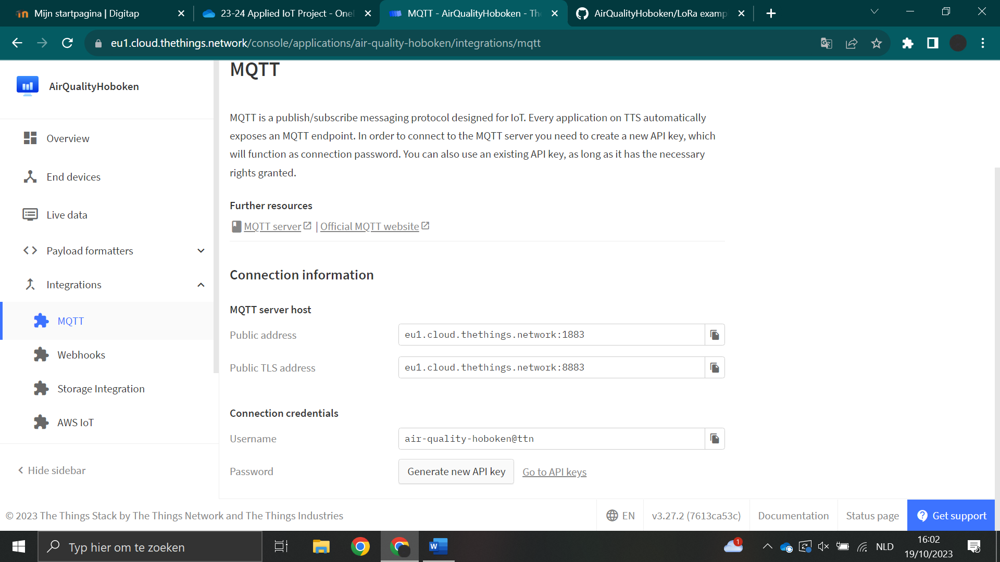 Mijn startpagina | Digitap
23-24 Applied IoT Project - One
MQTT - AirQualityHoboken - Th
AirQualityHoboken/LoRa examp
eu1.cloud.thethings.network/console/applications/air-quality-hoboken/integrations/mqtt
AirQualityHoboken
Overview
End devices
Live data
Payload formatters
Integrations
MQTT
Webhooks
Storage Integration
AWS IoT
Hide sidebar
MQTT
MQTT is a publish/subscribe messaging protocol designed for IoT. Every application on TTS automatically
exposes an MQTT endpoint. In order to connect to the MQTT server you need to create a new API key, which
will function as connection password. You can also use an existing API key, as long as it has the necessary
rights granted.
Further resources
MQTT server | Official MQTT website
Connection information
MQTT server host
Public address eu1.cloud.thethings.network:1883
Public TLS address eu1.cloud.thethings.network:8883
Connection credentials
Username air-quality-hoboken@ttn
Password Generate new API key Go to API keys
© 2023 The Things Stack by The Things Network and The Things Industries
EN
v3.27.2 (7613ca53c)
Documentation
Status page
Get support
Typ hier om te zoeken
W
1
NLD
16:02
19/10/2023